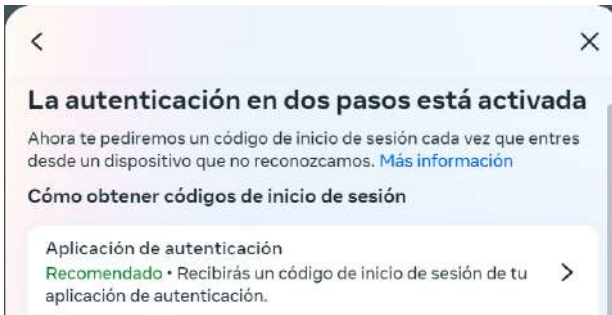 La autenticación en dos pasos está activada
Ahora te pediremos un código de inicio de sesión cada vez que entres
desde un dispositivo que no reconozcamos. Más información
Cómo obtener códigos de inicio de sesión
Aplicación de autenticación
Recomendado • Recibirás un código de inicio de sesión de tu
aplicación de autenticación.